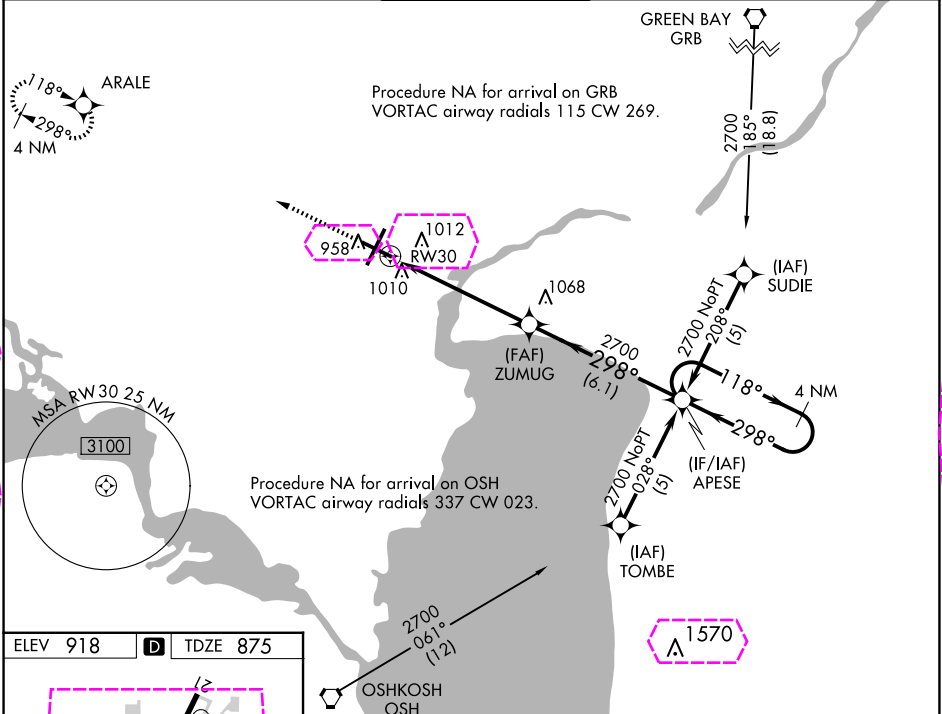 GREEN BAY
GRB
118°
ARALE
298°
4 NM
Procedure NA for arrival on GRB
VORTAC airway radials 115 CW 269.
2700
185°
(18.8)
958
1012
RW30
1010
1068
(IAF)
SUDIE
2700 NoPT
208°
(5)
(FAF)
ZUMUG
2700
298°
(6.1)
118°
4 NM
298°
(IF/IAF)
APESE
MSA RW30 25 NM
3100
Procedure NA for arrival on OSH
VORTAC airway radials 337 CW 023.
2700 NoPT
028°
(5)
(IAF)
TOMBE
2700
061°
(12)
1570
ELEV 918 D TDZE 875
21
OSHKOSH
OSH